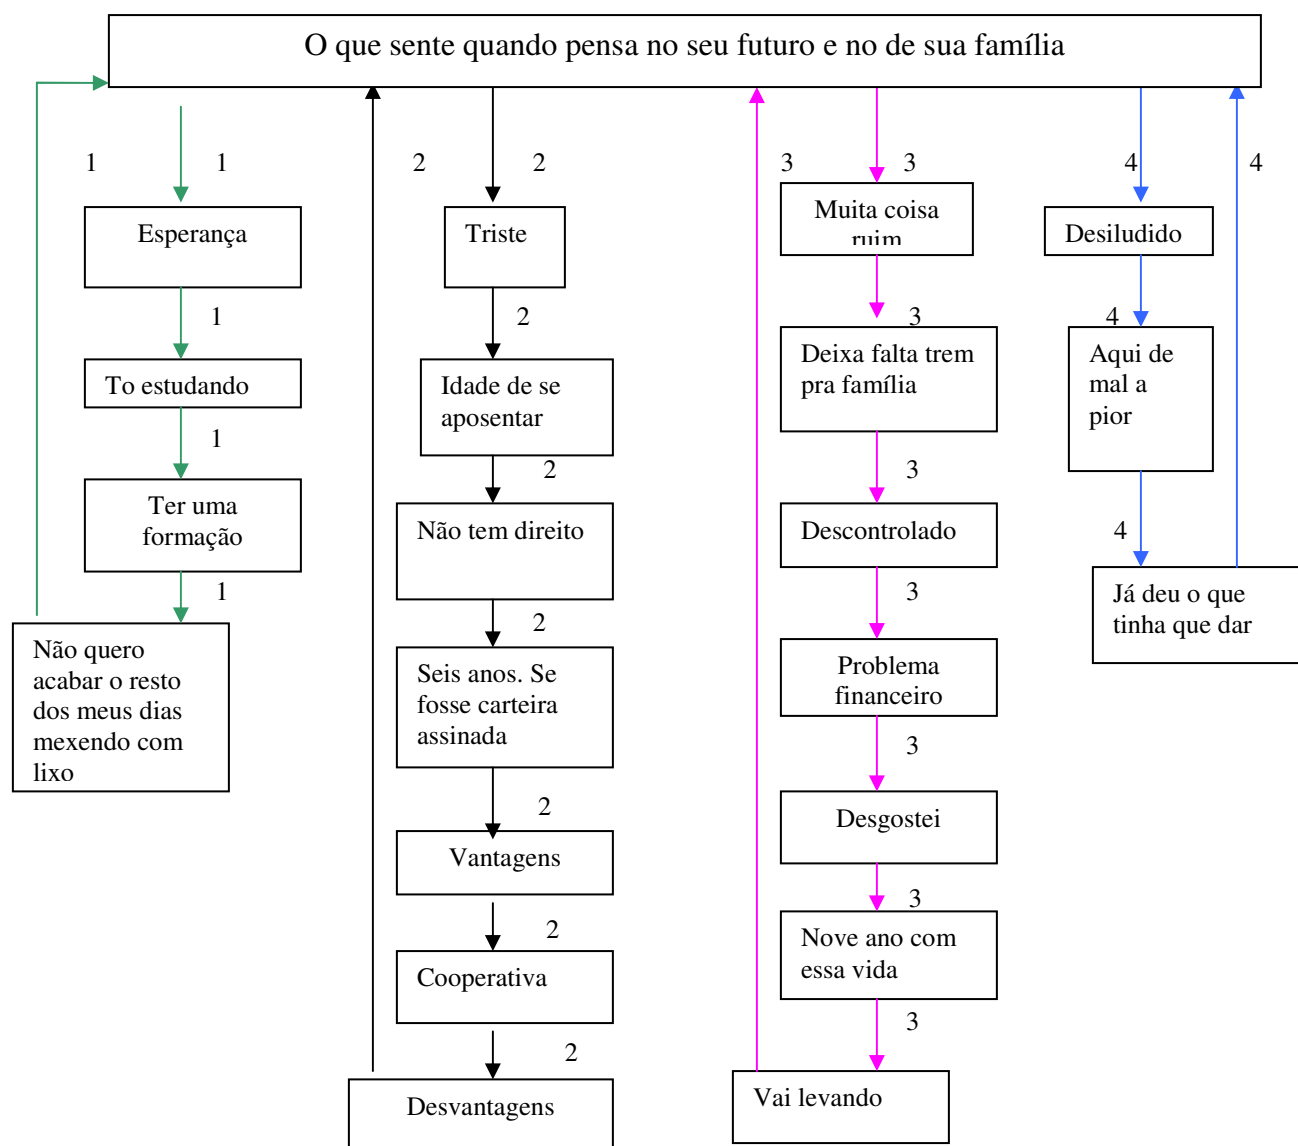 O que sente quando pensa no seu futuro e no de sua família
1
1
2
2
3
3
4
4
Esperança
1
To estudando
1
Ter uma
formação
1
Não quero
acabar o resto
dos meus dias
mexendo com
lixo
Triste
2
Idade de se
aposentar
2
Não tem direito
2
Seis anos. Se
fosse carteira
assinada
2
Vantagens
2
Cooperativa
2
Desvantagens
Muita coisa
ruim
3
Deixa falta trem
pra família
3
Descontrolado
3
Problema
financeiro
3
Desgostei
3
Nove ano com
essa vida
3
Vai levando
Desiludido
4
Aqui de
mal a
pior
4
Já deu o que
tinha que dar